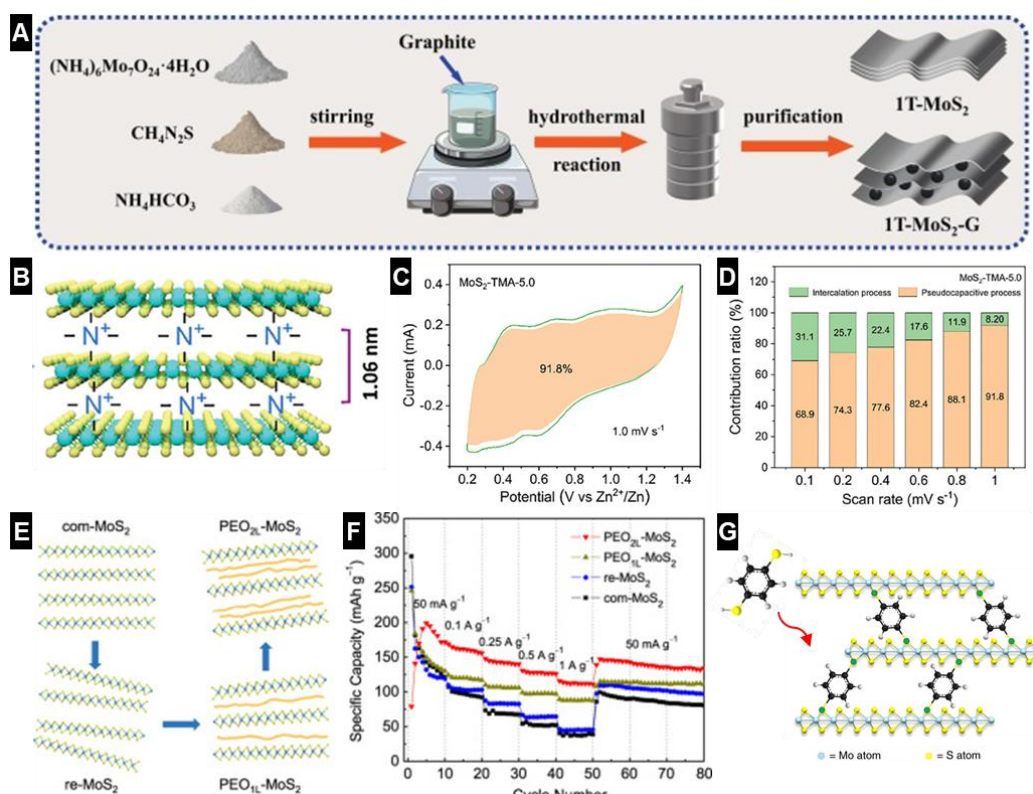 A
(NH₄)₆Mo₇O₂₄·4H₂O
CH₄N₂S
NH₄HCO₃
stirring
Graphite
hydrothermal
reaction
purification
1T-MoS₂
1T-MoS₂-G
B
N⁺ N⁺ N⁺
N⁺ N⁺ N⁺
1.06 nm
C
MoS₂-TMA-5.0
91.8%
1.0 mV s⁻¹
Current (mA)
0.4
0.2
0.0
-0.2
-0.4
0.2 0.4 0.6 0.8 1.0 1.2 1.4
Potential (V vs Zn²⁺/Zn)
D
MoS₂-TMA-5.0
Intercalation process
Pseudocapacitive process
Contribution ratio (%)
120
100
80
60
40
20
0
31.1 25.7 22.4 17.6 11.9 8.20
68.9 74.3 77.6 82.4 88.1 91.8
0.1 0.2 0.4 0.6 0.8 1
Scan rate (mV s⁻¹)
E
com-MoS₂
PEO₂L-MoS₂
re-MoS₂
PEO₁L-MoS₂
F
Specific Capacity (mAh g⁻¹)
350
300
250
200
150
100
50
0
PEO₂L-MoS₂
PEO₁L-MoS₂
re-MoS₂
com-MoS₂
50 mA g⁻¹
0.1 A g⁻¹
0.25 A g⁻¹
0.5 A g⁻¹
1 A g⁻¹
50 mA g⁻¹
0 10 20 30 40 50 60 70 80
Cycle Number
G
= Mo atom
= S atom